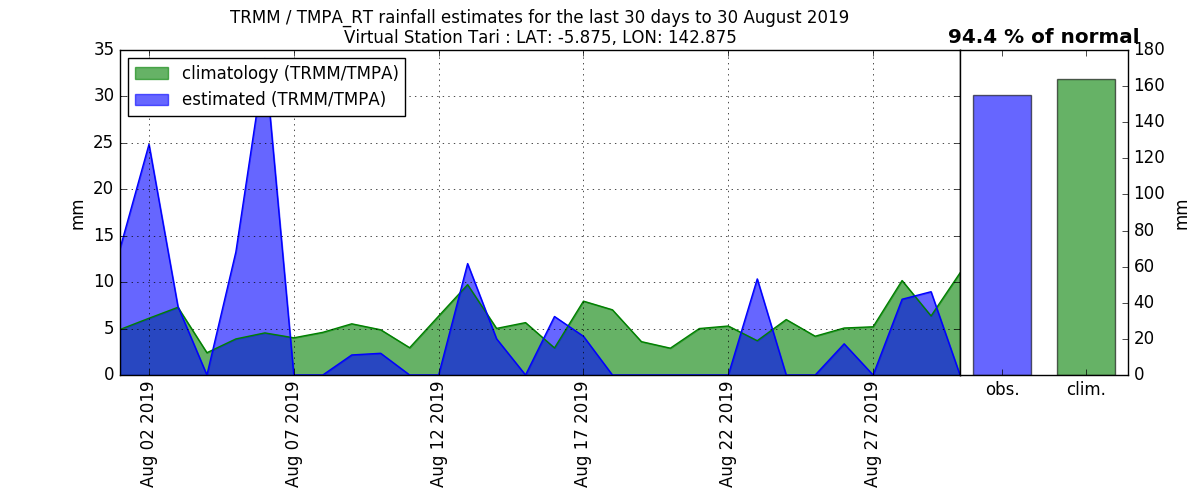 TRMM / TMPA_RT rainfall estimates for the last 30 days to 30 August 2019
Virtual Station Tari : LAT: -5.875, LON: 142.875
94.4 % of normal
climatology (TRMM/TMPA)
estimated (TRMM/TMPA)
35
30
25
20
15
10
5
0
mm
Aug 02 2019
Aug 07 2019
Aug 12 2019
Aug 17 2019
Aug 22 2019
Aug 27 2019
obs.
clim.
180
160
140
120
100
80
60
40
20
0
mm